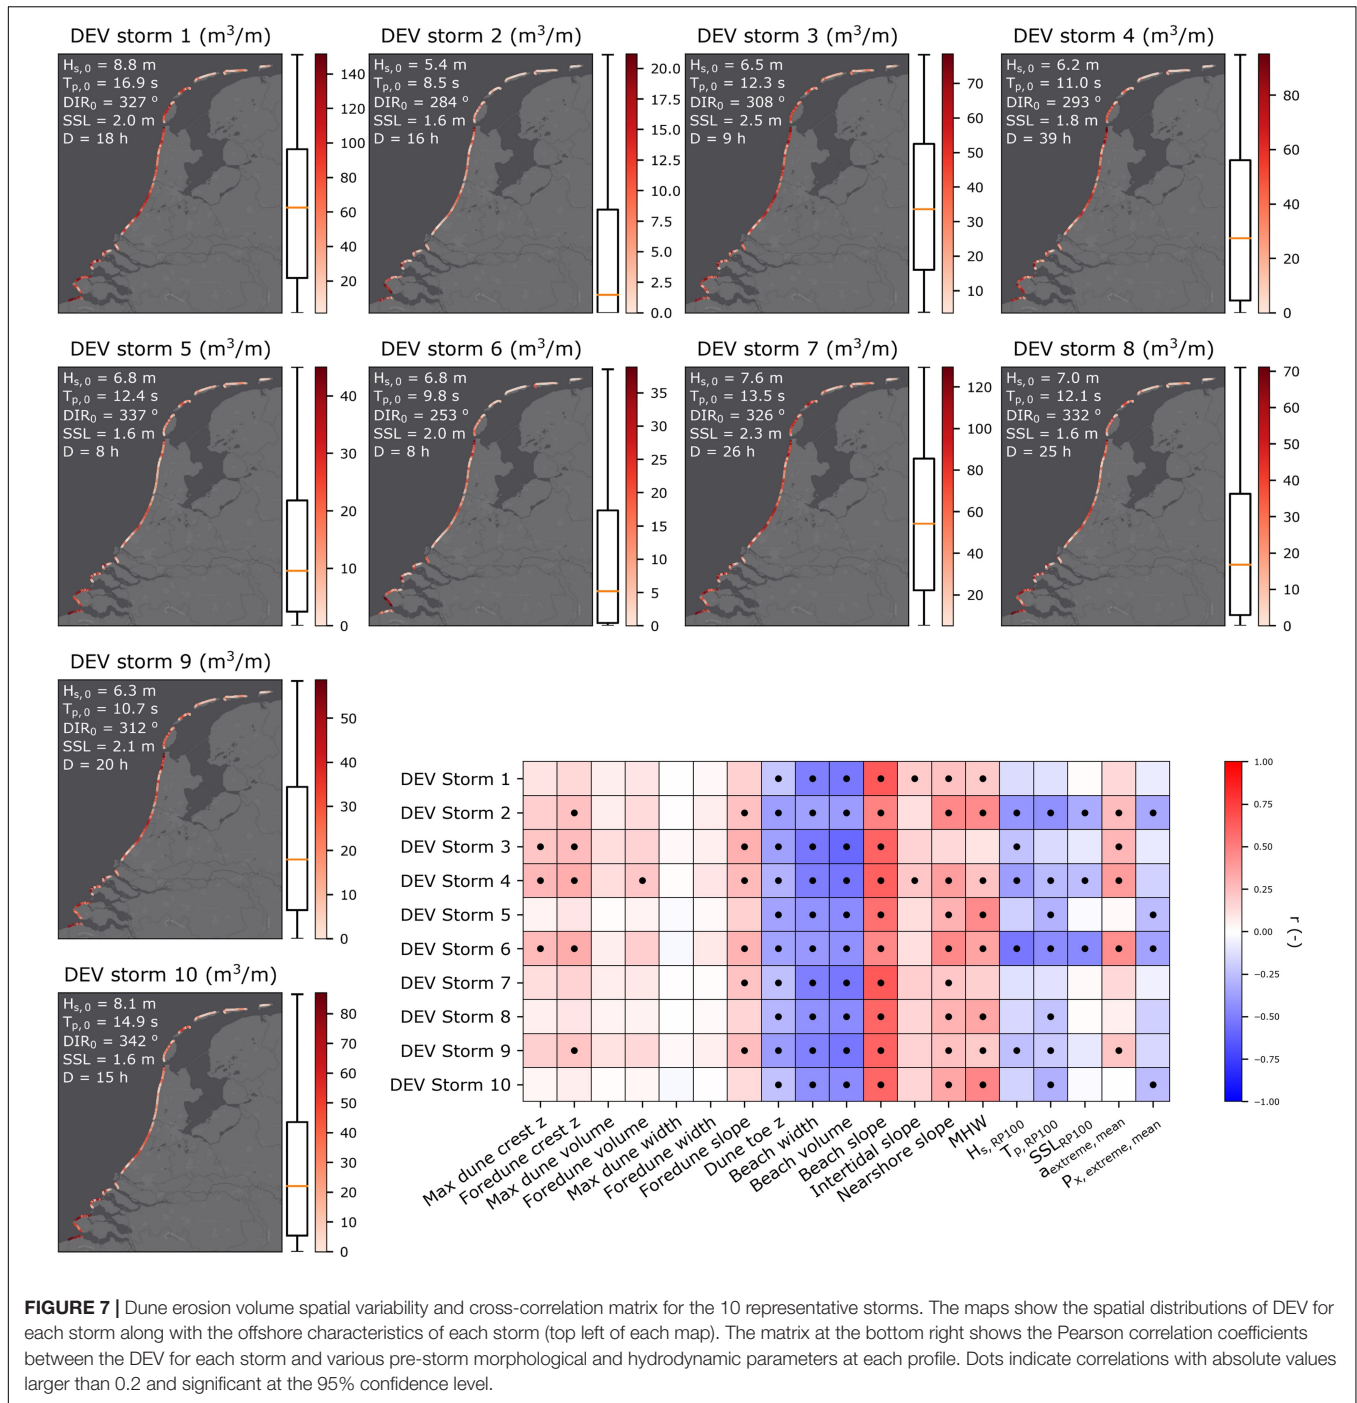 DEV storm 1 (m³/m)
Hs,0 = 8.8 m
Tp,0 = 16.9 s
DIR0 = 327 °
SSL = 2.0 m
D = 18 h
140
120
100
80
60
40
20
DEV storm 2 (m³/m)
Hs,0 = 5.4 m
Tp,0 = 8.5 s
DIR0 = 284 °
SSL = 1.6 m
D = 16 h
20.0
17.5
15.0
12.5
10.0
7.5
5.0
2.5
0.0
DEV storm 3 (m³/m)
Hs,0 = 6.5 m
Tp,0 = 12.3 s
DIR0 = 308 °
SSL = 2.5 m
D = 9 h
70
60
50
40
30
20
10
DEV storm 4 (m³/m)
Hs,0 = 6.2 m
Tp,0 = 11.0 s
DIR0 = 293 °
SSL = 1.8 m
D = 39 h
80
60
40
20
0
DEV storm 5 (m³/m)
Hs,0 = 6.8 m
Tp,0 = 12.4 s
DIR0 = 337 °
SSL = 1.6 m
D = 8 h
40
30
20
10
0
DEV storm 6 (m³/m)
Hs,0 = 6.8 m
Tp,0 = 9.8 s
DIR0 = 253 °
SSL = 2.0 m
D = 8 h
35
30
25
20
15
10
5
0
DEV storm 7 (m³/m)
Hs,0 = 7.6 m
Tp,0 = 13.5 s
DIR0 = 326 °
SSL = 2.3 m
D = 26 h
120
100
80
60
40
20
DEV storm 8 (m³/m)
Hs,0 = 7.0 m
Tp,0 = 12.1 s
DIR0 = 332 °
SSL = 1.6 m
D = 25 h
70
60
50
40
30
20
10
0
DEV storm 9 (m³/m)
Hs,0 = 6.3 m
Tp,0 = 10.7 s
DIR0 = 312 °
SSL = 2.1 m
D = 20 h
50
40
30
20
10
0
DEV storm 10 (m³/m)
Hs,0 = 8.1 m
Tp,0 = 14.9 s
DIR0 = 342 °
SSL = 1.6 m
D = 15 h
80
70
60
50
40
30
20
10
0
DEV Storm 1
DEV Storm 2
DEV Storm 3
DEV Storm 4
DEV Storm 5
DEV Storm 6
DEV Storm 7
DEV Storm 8
DEV Storm 9
DEV Storm 10
Max dune crest z
Foredune crest z
Max dune volume
Foredune volume
Max dune width
Foredune width
Foredune slope
Dune toe z
Beach width
Beach volume
Beach slope
Intertidal slope
Nearshore slope
MHW
Hs, RP100
Tp, RP100
SSLRP100
aextreme, mean
Px, extreme, mean
1.00
0.75
0.50
0.25
0.00
−0.25
−0.50
−0.75
−1.00
r (-)
FIGURE 7 | Dune erosion volume spatial variability and cross-correlation matrix for the 10 representative storms. The maps show the spatial distributions of DEV for
each storm along with the offshore characteristics of each storm (top left of each map). The matrix at the bottom right shows the Pearson correlation coefficients
between the DEV for each storm and various pre-storm morphological and hydrodynamic parameters at each profile. Dots indicate correlations with absolute values
larger than 0.2 and significant at the 95% confidence level.